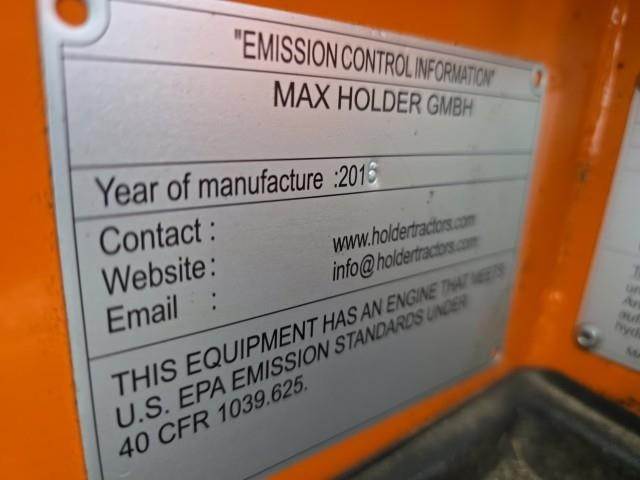 "EMISSION CONTROL INFORMATION"
MAX HOLDER GMBH
Year of manufacture :2016
Contact :
Website: www.holdertractors.com
Email : info@holdertractors.com
THIS EQUIPMENT HAS AN ENGINE THAT MEETS
U.S. EPA EMISSION STANDARDS UNDER
40 CFR 1039.625.